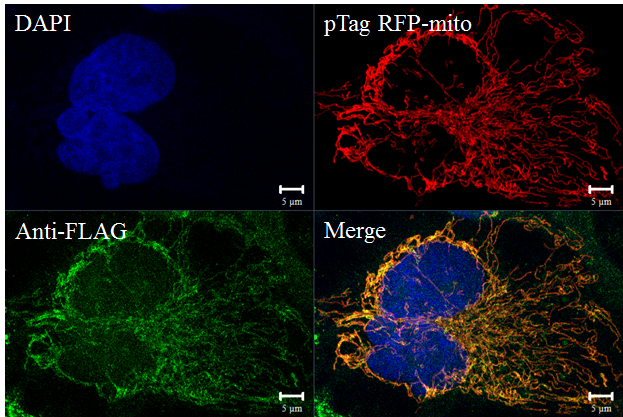 DAPI
pTag RFP-mito
5 µm
5 µm
Anti-FLAG
Merge
5 µm
5 µm